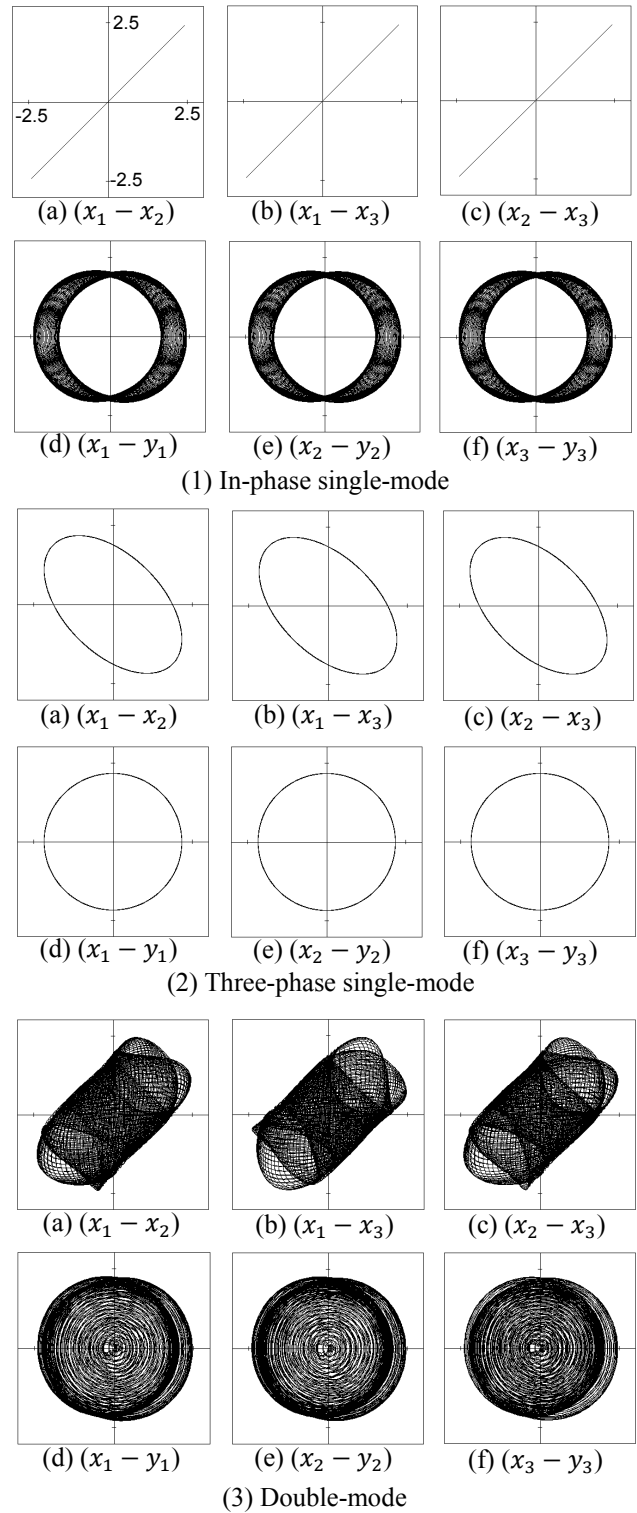 2.5
-2.5 2.5
-2.5
(a) (x₁ − x₂) (b) (x₁ − x₃) (c) (x₂ − x₃)
(d) (x₁ − y₁) (e) (x₂ − y₂) (f) (x₃ − y₃)
(1) In-phase single-mode
(a) (x₁ − x₂) (b) (x₁ − x₃) (c) (x₂ − x₃)
(d) (x₁ − y₁) (e) (x₂ − y₂) (f) (x₃ − y₃)
(2) Three-phase single-mode
(a) (x₁ − x₂) (b) (x₁ − x₃) (c) (x₂ − x₃)
(d) (x₁ − y₁) (e) (x₂ − y₂) (f) (x₃ − y₃)
(3) Double-mode